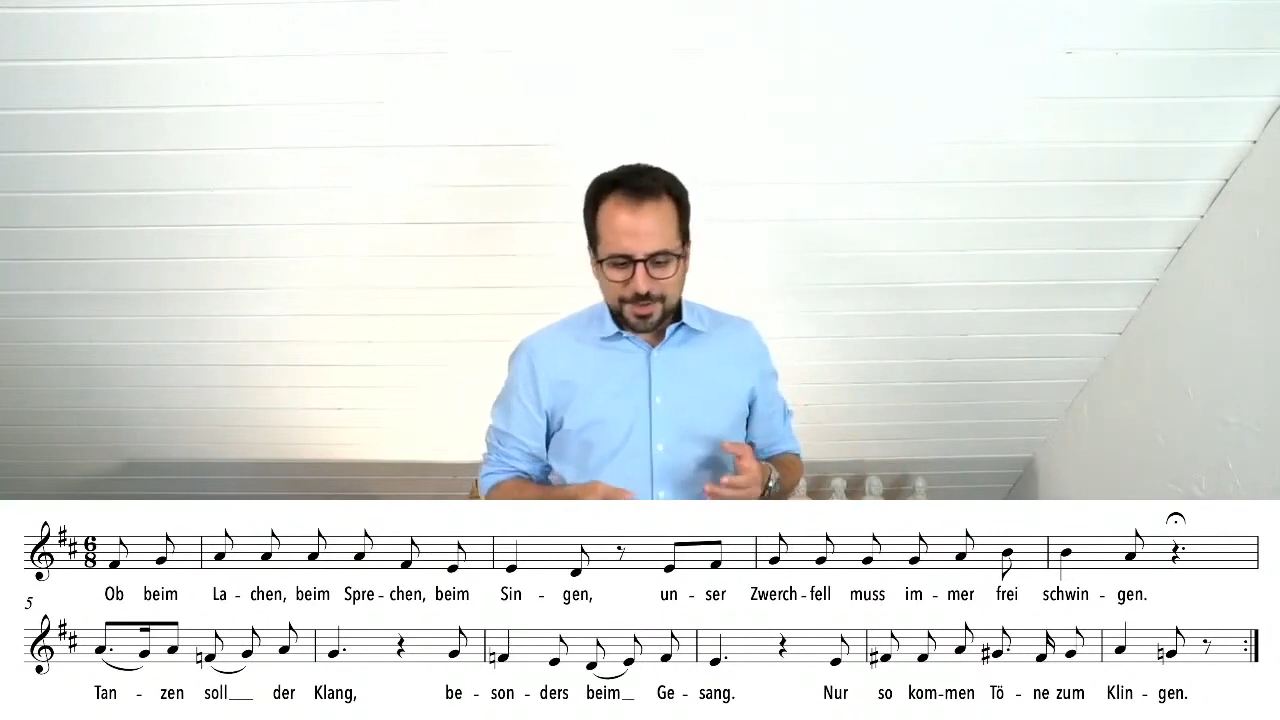 6
8
Ob beim La - chen, beim Spre - chen, beim Sin - gen, un - ser Zwerch - fell muss im - mer frei schwin - gen.
5
Tan - zen soll der Klang, be - son - ders beim Ge - sang. Nur so kom - men Tö - ne zum Klin - gen.